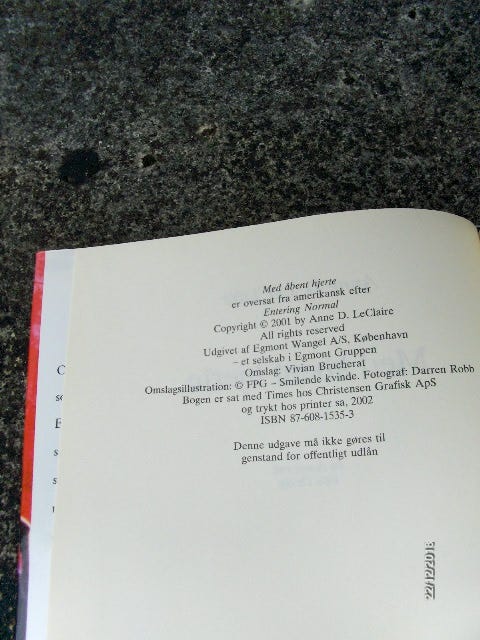 Med åbent hjerte
er oversat fra amerikansk efter
Entering Normal
Copyright © 2001 by Anne D. LeClaire
All rights reserved
Udgivet af Egmont Wangel A/S, København
– et selskab i Egmont Gruppen
Omslag: Vivian Brucherat
Omslagsillustration: © FPG – Smilende kvinde. Fotograf: Darren Robb
Bogen er sat med Times hos Christensen Grafisk ApS
og trykt hos printer sa, 2002
ISBN 87-608-1535-3
Denne udgave må ikke gøres til
genstand for offentligt udlån